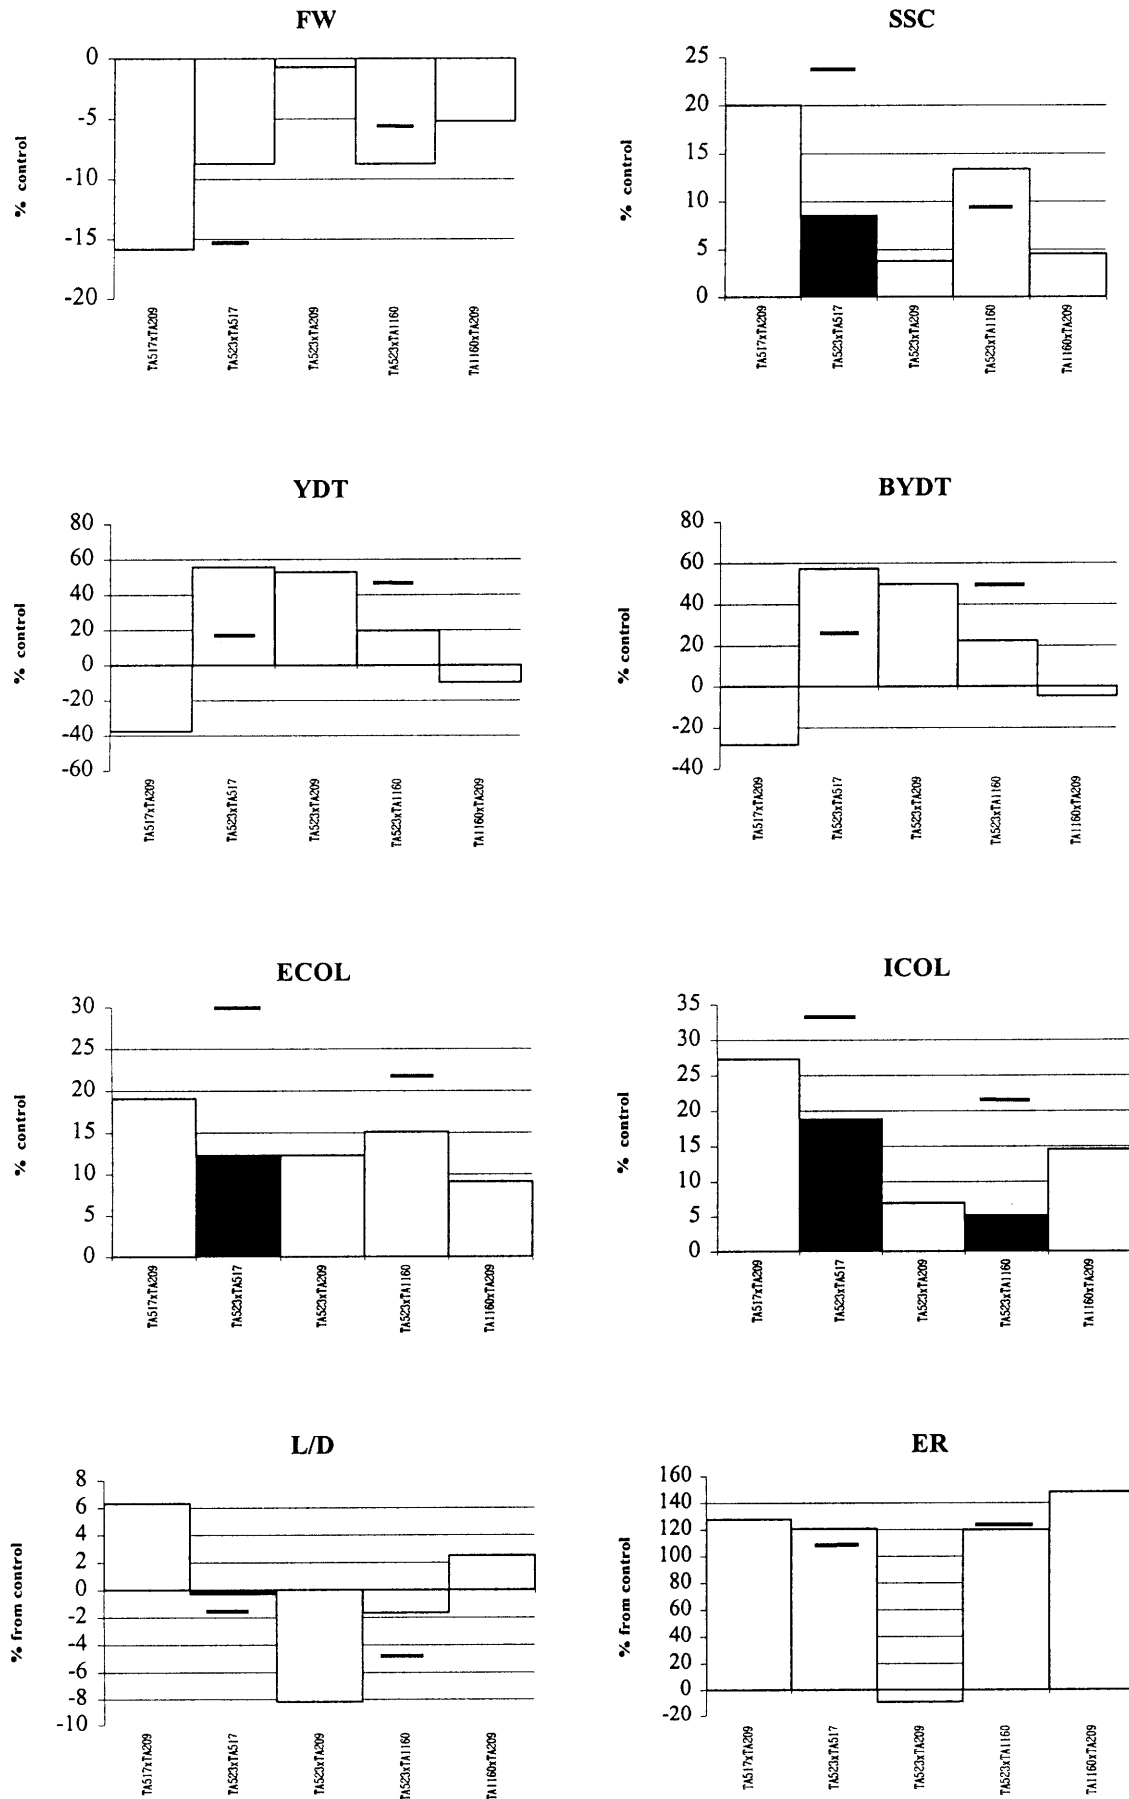 FW
0
-5
-10
-15
-20
% control
TA517xTA209
TA523xTA517
TA523xTA209
TA523xTA1160
TA1160xTA209
SSC
25
20
15
10
5
0
% control
TA517xTA209
TA523xTA517
TA523xTA209
TA523xTA1160
TA1160xTA209
YDT
80
60
40
20
0
-20
-40
-60
% control
TA517xTA209
TA523xTA517
TA523xTA209
TA523xTA1160
TA1160xTA209
BYDT
80
60
40
20
0
-20
-40
% control
TA517xTA209
TA523xTA517
TA523xTA209
TA523xTA1160
TA1160xTA209
ECOL
30
25
20
15
10
5
0
% control
TA517xTA209
TA523xTA517
TA523xTA209
TA523xTA1160
TA1160xTA209
ICOL
35
30
25
20
15
10
5
0
% control
TA517xTA209
TA523xTA517
TA523xTA209
TA523xTA1160
TA1160xTA209
L/D
8
6
4
2
0
-2
-4
-6
-8
-10
% from control
TA517xTA209
TA523xTA517
TA523xTA209
TA523xTA1160
TA1160xTA209
ER
160
140
120
100
80
60
40
20
0
-20
% from control
TA517xTA209
TA523xTA517
TA523xTA209
TA523xTA1160
TA1160xTA209